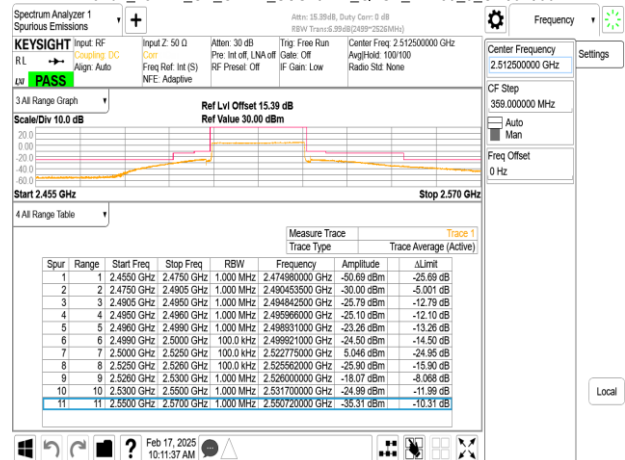 Spectrum Analyzer 1
Spurious Emissions
Attn: 15.39dB, Duty Corr: 0 dB
RBW Trans:6.99dB(2499~2526MHz)
Frequency
KEYSIGHT
Input: RF
Input Z: 50 Ω
Atten: 30 dB
Trig: Free Run
Center Freq: 2.512500000 GHz
RL
Coupling: DC
Corr
Pre: Int off, LNA off
Gate: Off
Avg|Hold: 100/100
Align: Auto
Freq Ref: Int (S)
RF Preset: Off
IF Gain: Low
Radio Std: None
LXI
PASS
NFE: Adaptive
Center Frequency
2.512500000 GHz
Settings
CF Step
359.000000 MHz
Auto
Man
Freq Offset
0 Hz
3 All Range Graph
Ref Lvl Offset 15.39 dB
Scale/Div 10.0 dB
Ref Value 30.00 dBm
20.0
0.00
-20.0
-40.0
-60.0
Start 2.455 GHz
Stop 2.570 GHz
4 All Range Table
Measure Trace Trace 1
Trace Type Trace Average (Active)
Spur Range Start Freq Stop Freq RBW Frequency Amplitude ΔLimit
1 1 2.4550 GHz 2.4750 GHz 1.000 MHz 2.474980000 GHz -50.69 dBm -25.69 dB
2 2 2.4750 GHz 2.4905 GHz 1.000 MHz 2.490453500 GHz -30.00 dBm -5.001 dB
3 3 2.4905 GHz 2.4950 GHz 1.000 MHz 2.494842500 GHz -25.79 dBm -12.79 dB
4 4 2.4950 GHz 2.4960 GHz 1.000 MHz 2.495966000 GHz -25.10 dBm -12.10 dB
5 5 2.4960 GHz 2.4990 GHz 1.000 MHz 2.498931000 GHz -23.26 dBm -13.26 dB
6 6 2.4990 GHz 2.5000 GHz 100.0 kHz 2.499921000 GHz -24.50 dBm -14.50 dB
7 7 2.5000 GHz 2.5250 GHz 100.0 kHz 2.522775000 GHz 5.046 dBm -24.95 dB
8 8 2.5250 GHz 2.5260 GHz 100.0 kHz 2.525562000 GHz -25.90 dBm -15.90 dB
9 9 2.5260 GHz 2.5300 GHz 1.000 MHz 2.526000000 GHz -18.07 dBm -8.068 dB
10 10 2.5300 GHz 2.5500 GHz 1.000 MHz 2.531700000 GHz -24.99 dBm -11.99 dB
11 11 2.5500 GHz 2.5700 GHz 1.000 MHz 2.550720000 GHz -35.31 dBm -10.31 dB
Local
?
Feb 17, 2025
10:11:37 AM